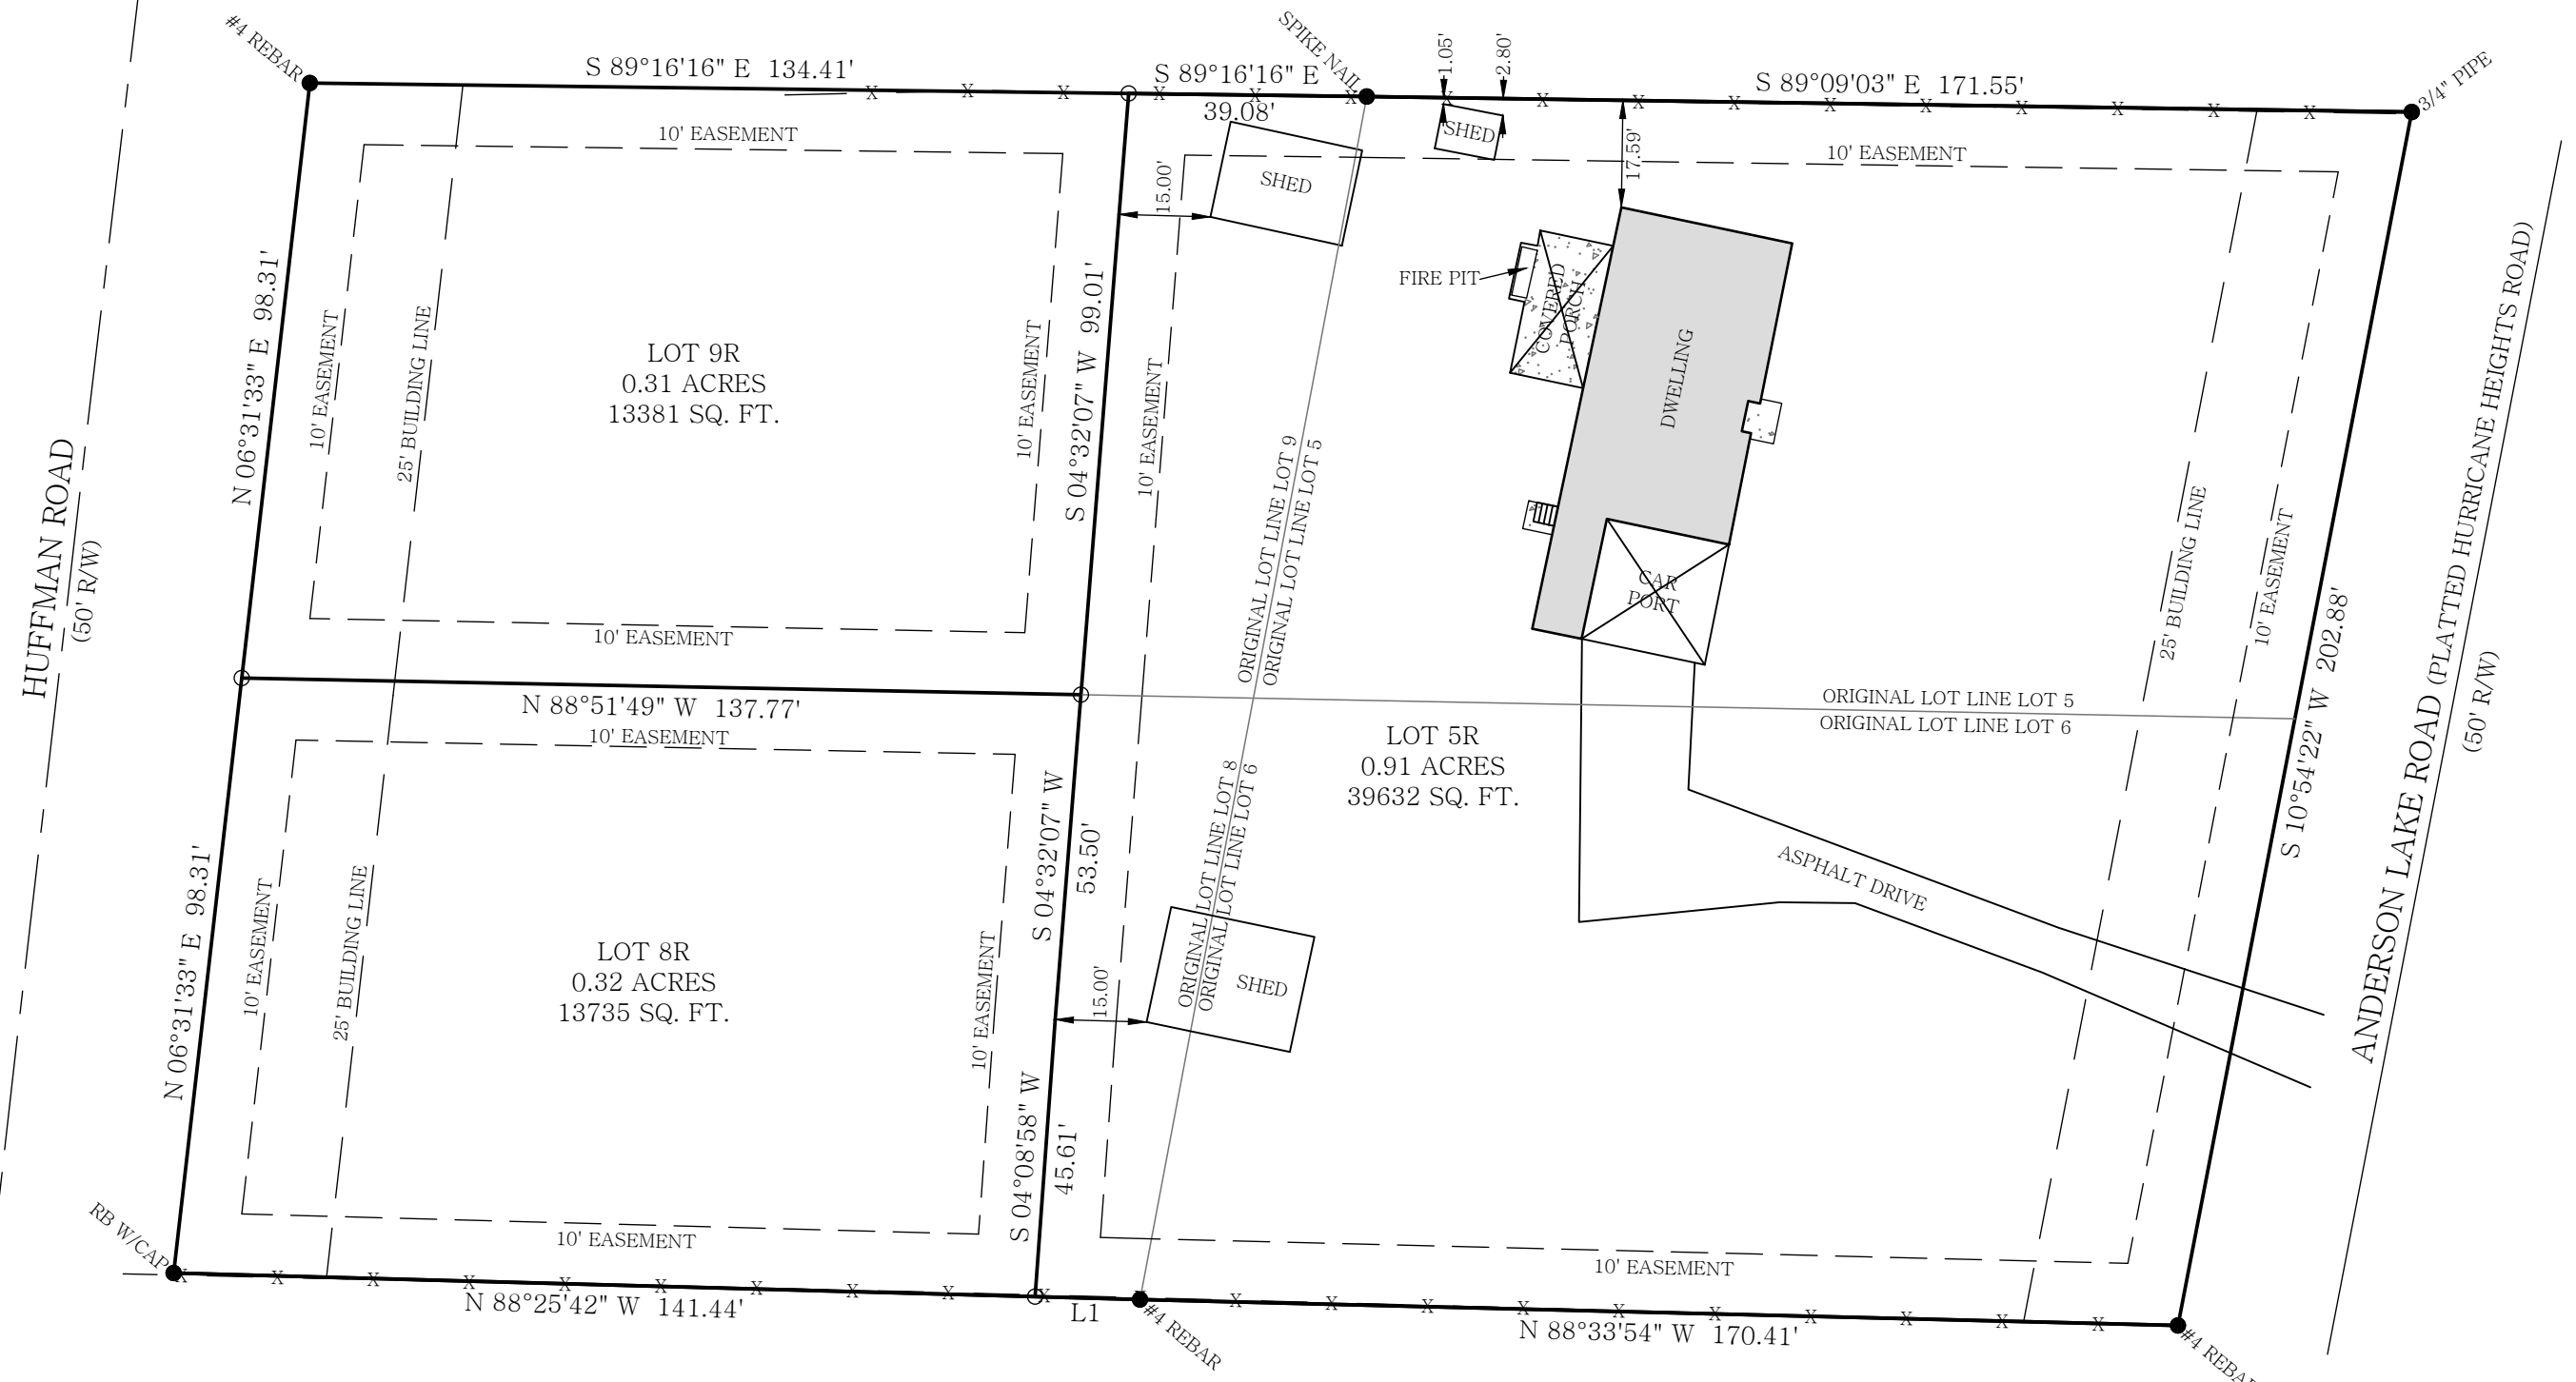 #4 REBAR
S 89°16'16" E 134.41'
SPIKE NAIL
S 89°16'16" E
39.08'
1.05'
2.80'
S 89°09'03" E 171.55'
3/4" PIPE
X X X X X X X X X X X X X X X X
10' EASEMENT
SHED
15.00'
SHED
17.59'
10' EASEMENT
N 06°31'33" E 98.31'
10' EASEMENT
25' BUILDING LINE
LOT 9R
0.31 ACRES
13381 SQ. FT.
10' EASEMENT
S 04°32'07" W 99.01'
10' EASEMENT
ORIGINAL LOT LINE LOT 9
ORIGINAL LOT LINE LOT 5
FIRE PIT
COVERED
PORCH
DWELLING
CAR
PORT
25' BUILDING LINE
10' EASEMENT
S 10°54'22" W 202.88'
ANDERSON LAKE ROAD (PLATTED HURRICANE HEIGHTS ROAD)
(50' R/W)
HUFFMAN ROAD
(50' R/W)
10' EASEMENT
N 88°51'49" W 137.77'
10' EASEMENT
ORIGINAL LOT LINE LOT 5
ORIGINAL LOT LINE LOT 6
LOT 5R
0.91 ACRES
39632 SQ. FT.
N 06°31'33" E 98.31'
10' EASEMENT
25' BUILDING LINE
LOT 8R
0.32 ACRES
13735 SQ. FT.
10' EASEMENT
S 04°32'07" W
53.50'
ORIGINAL LOT LINE LOT 8
ORIGINAL LOT LINE LOT 6
SHED
15.00'
ASPHALT DRIVE
S 04°08'58" W
45.61'
10' EASEMENT
10' EASEMENT
RB W/CAP
X X X X X X X X X X X X X X X X X X X X
N 88°25'42" W 141.44'
L1
#4 REBAR
N 88°33'54" W 170.41'
#4 REBAR